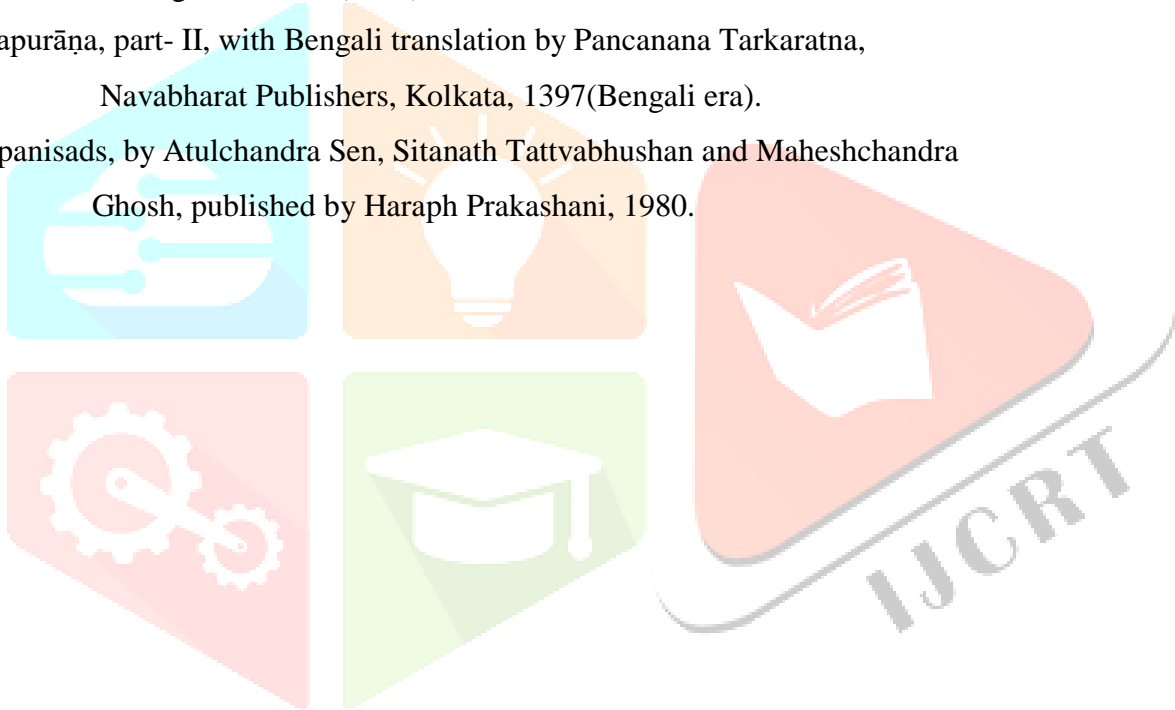 apurāṇa, part- II, with Bengali translation by Pancanana Tarkaratna,
Navabharat Publishers, Kolkata, 1397(Bengali era).
panisads, by Atulchandra Sen, Sitanath Tattvabhushan and Maheshchandra
Ghosh, published by Haraph Prakashani, 1980.
IJCRT